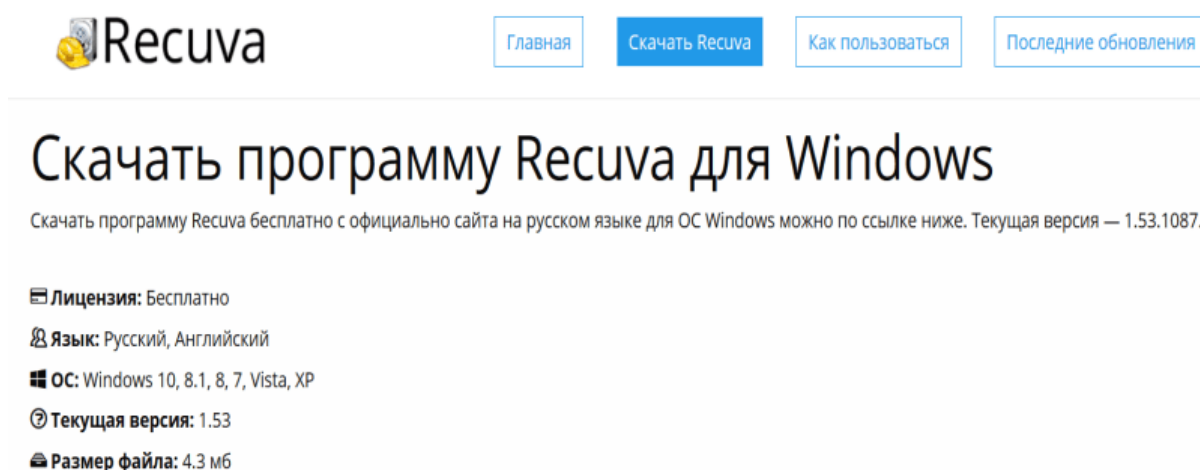 Recuva
Главная
Скачать Recuva
Как пользоваться
Последние обновления
Скачать программу Recuva для Windows
Скачать программу Recuva бесплатно с официально сайта на русском языке для ОС Windows можно по ссылке ниже. Текущая версия — 1.53.1087.
Лицензия: Бесплатно
Язык: Русский, Английский
ОС: Windows 10, 8.1, 8, 7, Vista, XP
Текущая версия: 1.53
Размер файла: 4.3 мб